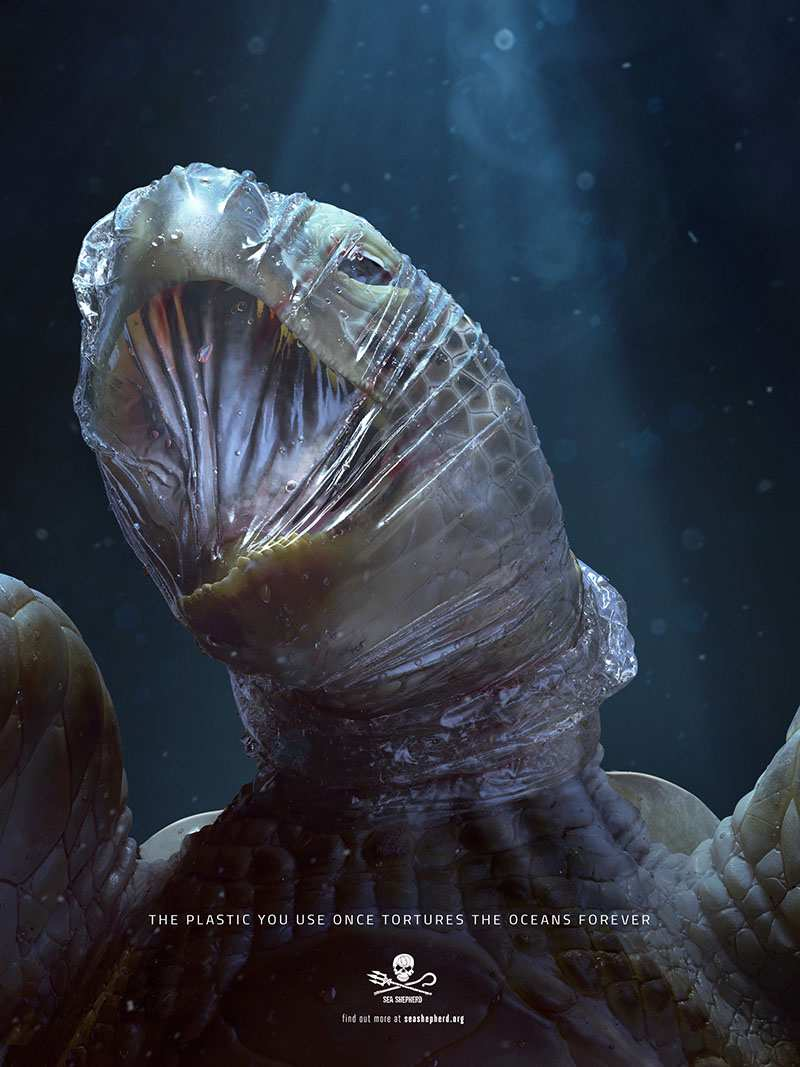 THE PLASTIC YOU USE ONCE TORTURES THE OCEANS FOREVER
SEA SHEPHERD
find out more at seashepherd.org